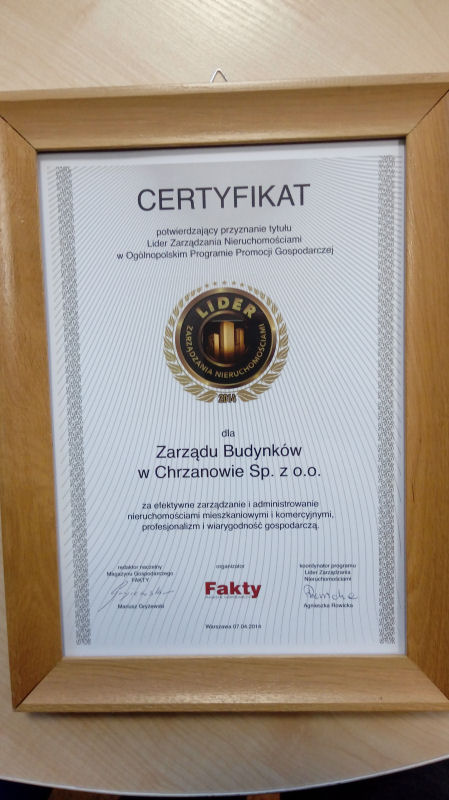 CERTYFIKAT
potwierdzający przyznanie tytułu
Lider Zarządzania Nieruchomościami
w Ogólnopolskim Programie Promocji Gospodarczej
LIDER
ZARZĄDZANIA NIERUCHOMOŚCIAMI
2014
dla
Zarządu Budynków
w Chrzanowie Sp. z o.o.
za efektywne zarządzanie i administrowanie
nieruchomościami mieszkaniowymi i komercyjnymi,
profesjonalizm i wiarygodność gospodarczą.
redaktor naczelny
Magazynu Gospodarczego
FAKTY
Mariusz Gryżewski
organizator
Fakty
koordynator programu
Lider Zarządzania
Nieruchomościami
Agnieszka Rowicka
Warszawa 07.04.2014